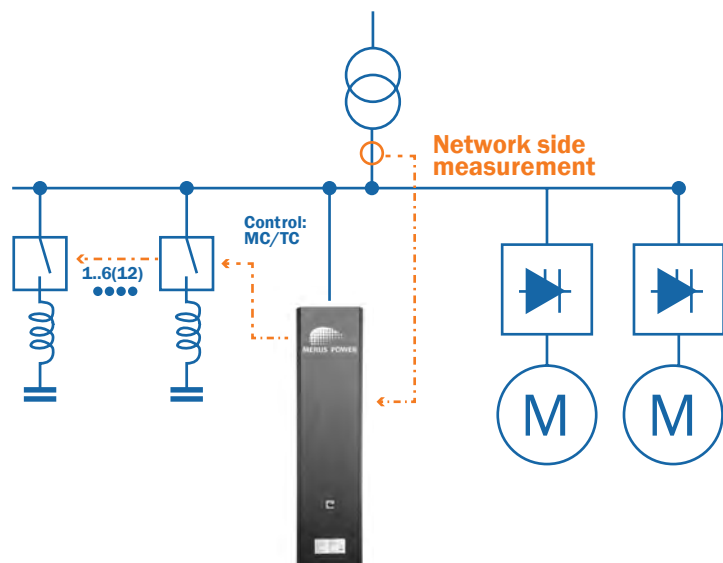 Network side
measurement
Control:
MC/TC
1..6(12)
MERUS POWER
M
M